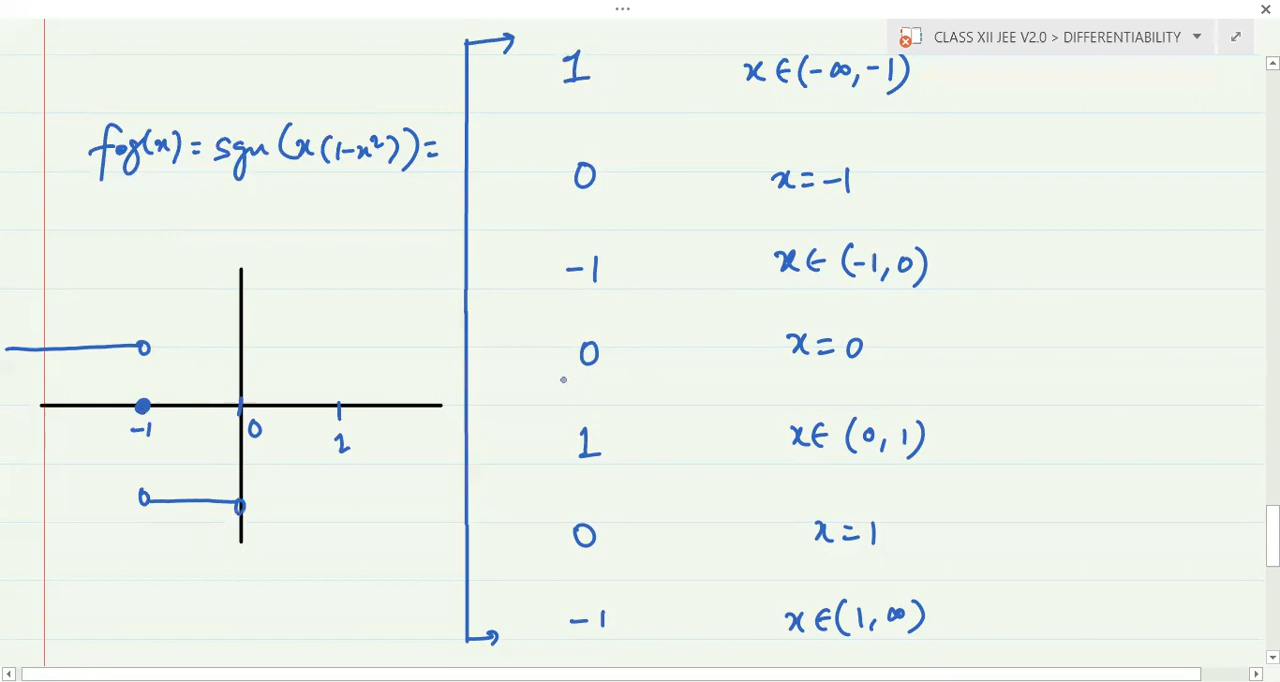 CLASS XII JEE V2.0 > DIFFERENTIABILITY
fog(x) = sgn(x(1-x²)) =
1 x∈(-∞,-1)
0 x=-1
-1 x∈(-1,0)
0 x=0
1 x∈(0,1)
0 x=1
-1 x∈(1,∞)
-1 0 1